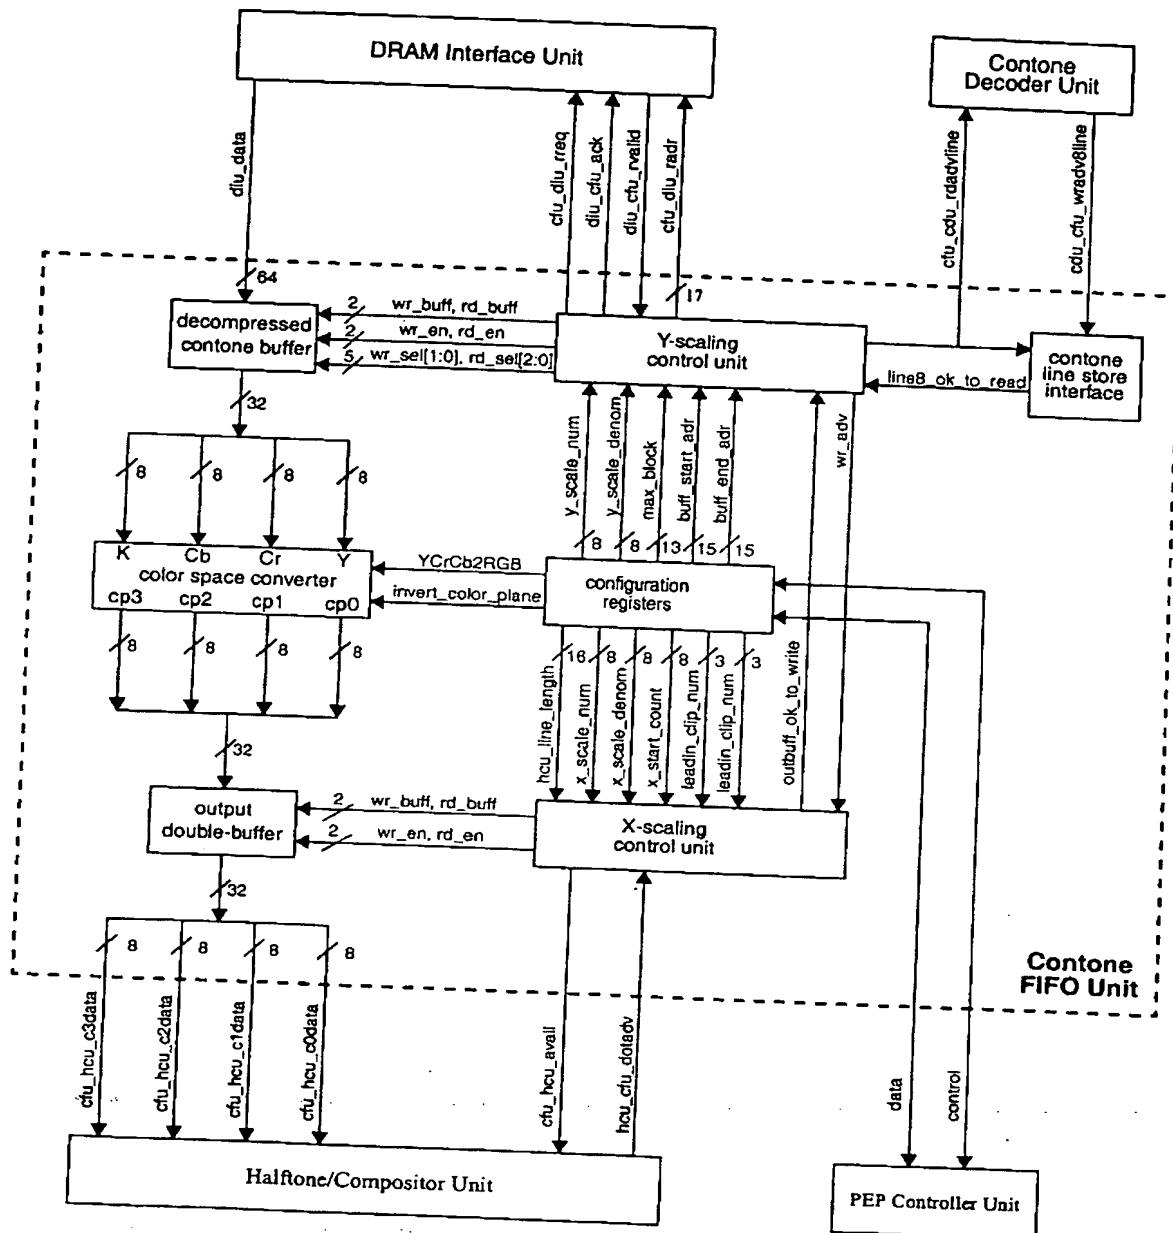 DRAM Interface Unit
Contone
Decoder Unit
diu_data
cfu_diu_rreq
diu_cfu_ack
diu_cfu_rvalid
cfu_diu_radr
cfu_cdu_rdadvline
cdu_cfu_wradv8line
64
17
decompressed
contone buffer
2
wr_buff, rd_buff
2
wr_en, rd_en
5
wr_sel[1:0], rd_sel[2:0]
Y-scaling
control unit
line8_ok_to_read
contone
line store
interface
32
8
8
8
8
y_scale_num
y_scale_denom
max_block
buff_start_adr
buff_end_adr
wr_adv
8
8
13
15
15
K
Cb
Cr
Y
color space converter
cp3
cp2
cp1
cp0
YCrCb2RGB
invert_color_plane
configuration
registers
8
8
8
8
16
8
8
8
3
3
hcu_line_length
x_scale_num
x_scale_denom
x_start_count
leadin_clip_num
leadin_clip_num
outbuff_ok_to_write
32
output
double-buffer
2
wr_buff, rd_buff
2
wr_en, rd_en
X-scaling
control unit
32
8
8
8
8
Contone
FIFO Unit
cfu_hcu_c3data
cfu_hcu_c2data
cfu_hcu_c1data
cfu_hcu_c0data
cfu_hcu_avail
hcu_cfu_dotadv
data
control
Halftone/Compositor Unit
PEP Controller Unit